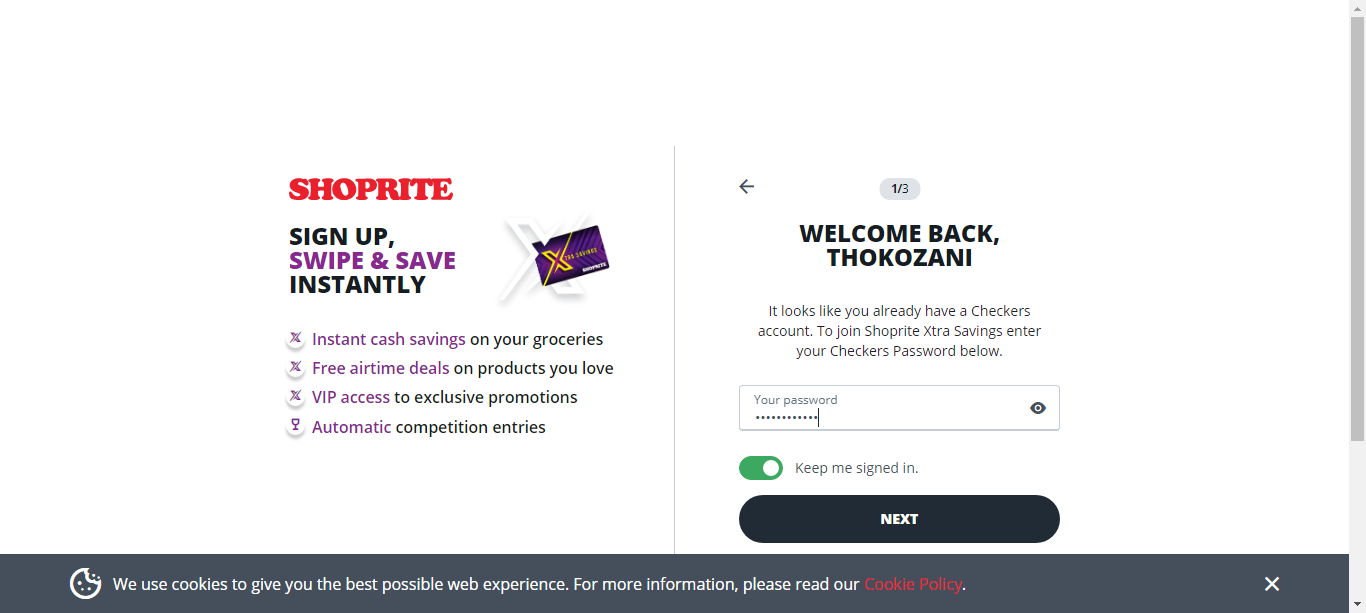 SHOPRITE
SIGN UP,
SWIPE & SAVE
INSTANTLY
XTRA SAVINGS
SHOPRITE
Instant cash savings on your groceries
Free airtime deals on products you love
VIP access to exclusive promotions
Automatic competition entries
1/3
WELCOME BACK,
THOKOZANI
It looks like you already have a Checkers
account. To join Shoprite Xtra Savings enter
your Checkers Password below.
Your password
••••••••••••
Keep me signed in.
NEXT
We use cookies to give you the best possible web experience. For more information, please read our Cookie Policy.